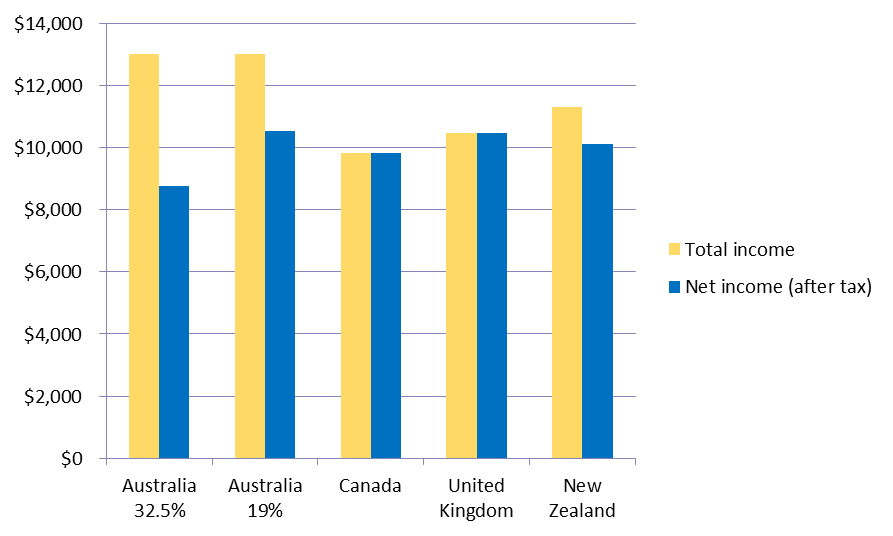 $14,000
$12,000
$10,000
$8,000
$6,000
$4,000
$2,000
$0
Australia
32.5%
Australia
19%
Canada
United
Kingdom
New
Zealand
Total income
Net income (after tax)